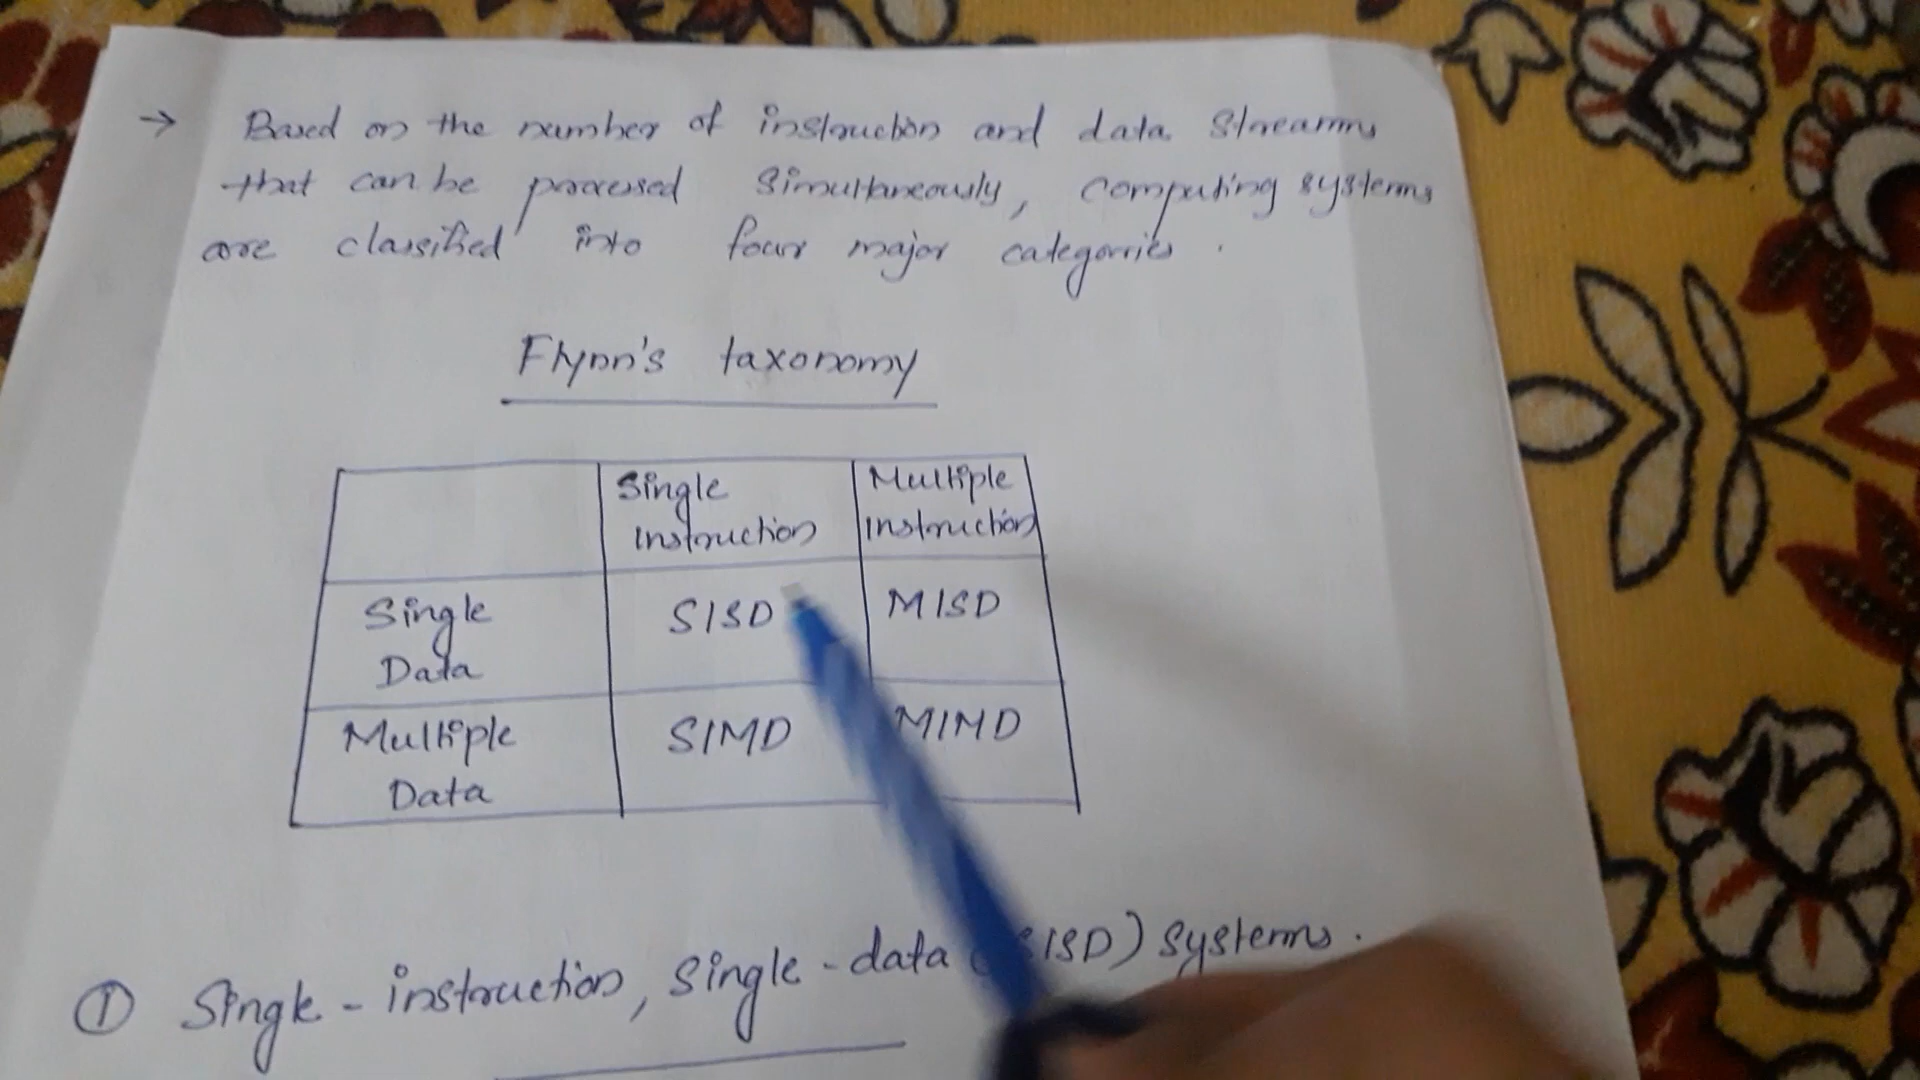 → Based on the number of instruction and data streams
that can be processed simultaneously, computing systems
are classified into four major categories.
Flynn's taxonomy
Single Instruction Multiple Instruction
Single Data SISD MISD
Multiple Data SIMD MIMD
① Single-instruction, Single-data (SISD) systems.